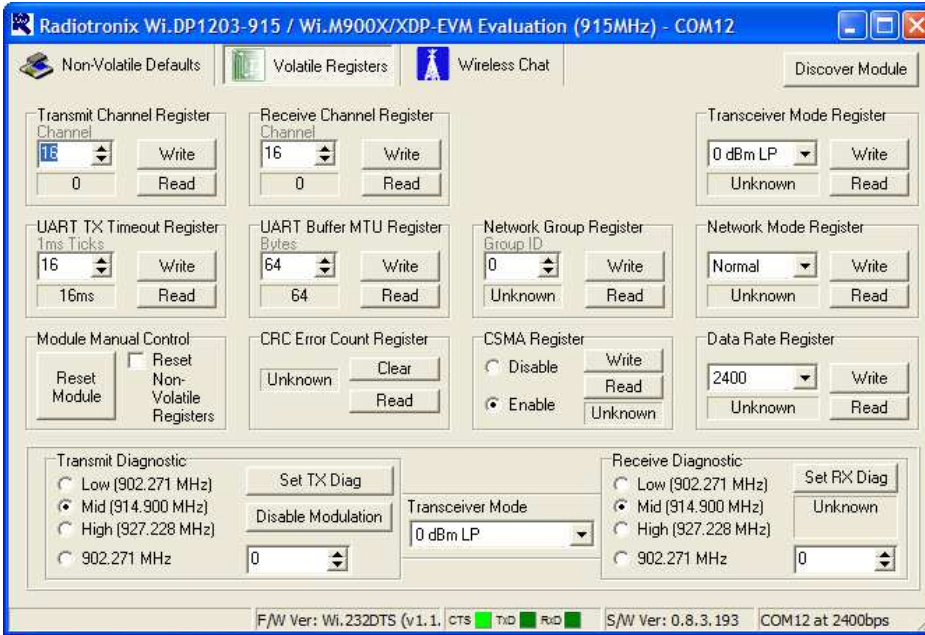 Radiotronix Wi.DP1203-915 / Wi.M900X/XDP-EVM Evaluation (915MHz) - COM12
Non-Volatile Defaults
Volatile Registers
Wireless Chat
Discover Module
Transmit Channel Register
Channel
16
Write
0
Read
Receive Channel Register
Channel
16
Write
0
Read
Transceiver Mode Register
0 dBm LP
Write
Unknown
Read
UART TX Timeout Register
1ms Ticks
16
Write
16ms
Read
UART Buffer MTU Register
Bytes
64
Write
64
Read
Network Group Register
Group ID
0
Write
Unknown
Read
Network Mode Register
Normal
Write
Unknown
Read
Module Manual Control
Reset Module
Reset Non-Volatile Registers
CRC Error Count Register
Unknown
Clear
Read
CSMA Register
Disable
Enable
Write
Read
Unknown
Data Rate Register
2400
Write
Unknown
Read
Transmit Diagnostic
Low (902.271 MHz)
Mid (914.900 MHz)
High (927.228 MHz)
902.271 MHz
Set TX Diag
Disable Modulation
0
Transceiver Mode
0 dBm LP
Receive Diagnostic
Low (902.271 MHz)
Mid (914.900 MHz)
High (927.228 MHz)
902.271 MHz
Set RX Diag
Unknown
0
F/W Ver: Wi.232DTS (v1.1.
CTS
TxD
RxD
S/W Ver: 0.8.3.193
COM12 at 2400bps